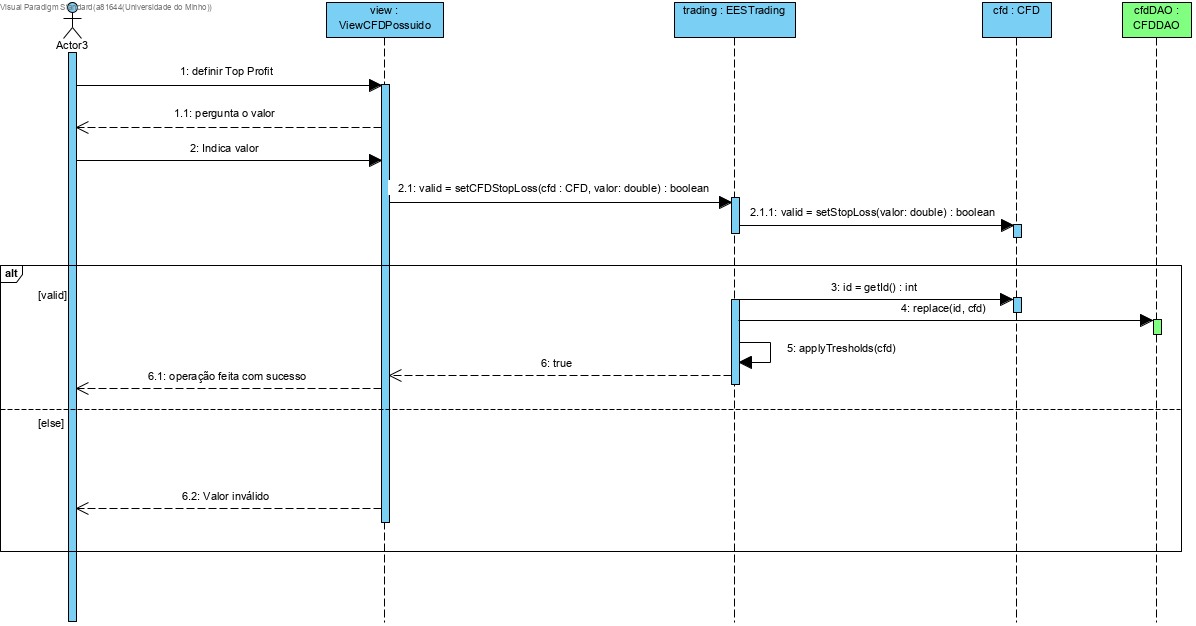 Visual Paradigm Standard(a81644(Universidade do Minho))
Actor3
view :
ViewCFDPossuido
trading : EESTrading
cfd : CFD
cfdDAO :
CFDDAO
1: definir Top Profit
1.1: pergunta o valor
2: Indica valor
2.1: valid = setCFDStopLoss(cfd : CFD, valor: double) : boolean
2.1.1: valid = setStopLoss(valor: double) : boolean
alt
[valid]
3: id = getId() : int
4: replace(id, cfd)
5: applyTresholds(cfd)
6: true
6.1: operação feita com sucesso
[else]
6.2: Valor inválido